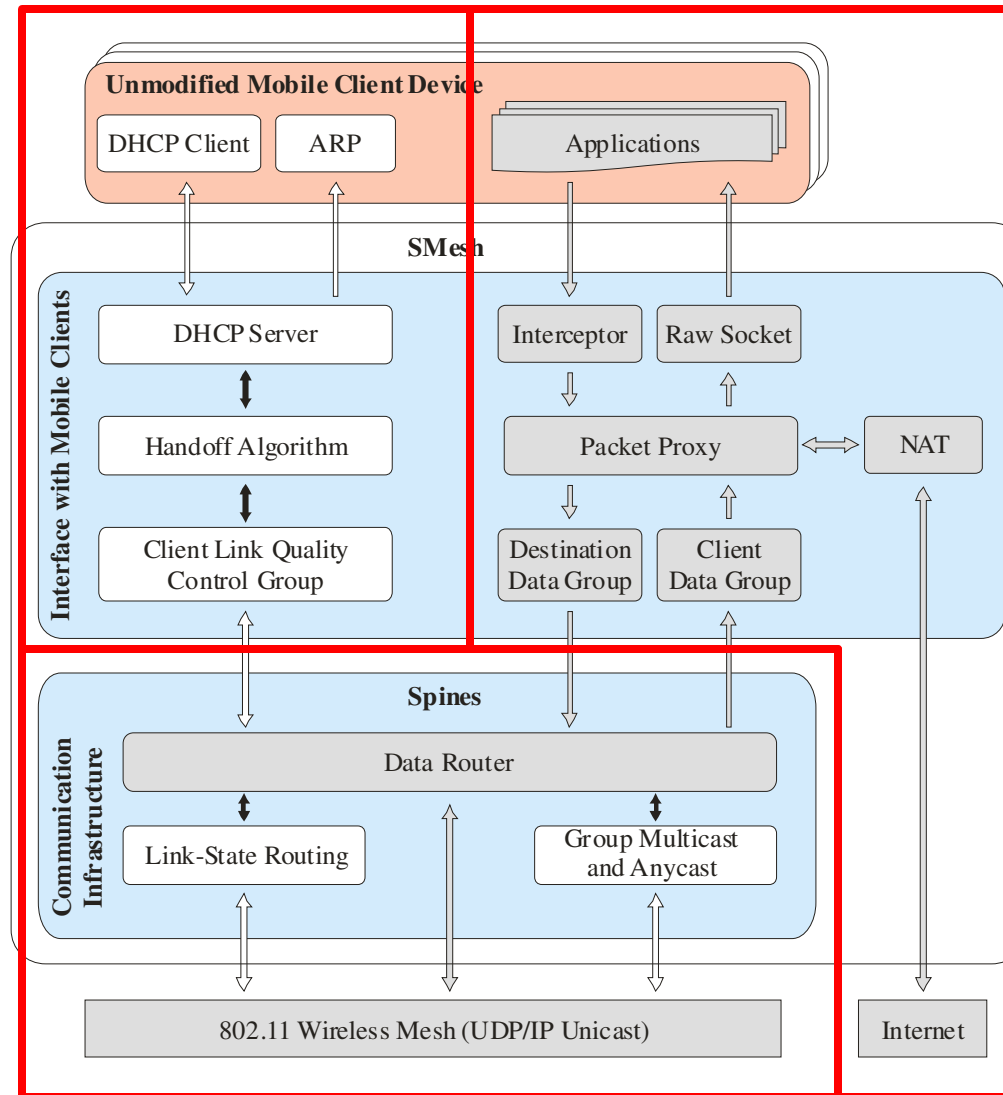 Unmodified Mobile Client Device
DHCP Client
ARP
Applications
SMesh
Interface with Mobile Clients
DHCP Server
Interceptor
Raw Socket
Handoff Algorithm
Packet Proxy
NAT
Client Link Quality
Control Group
Destination
Data Group
Client
Data Group
Spines
Communication
Infrastructure
Data Router
Link-State Routing
Group Multicast
and Anycast
802.11 Wireless Mesh (UDP/IP Unicast)
Internet